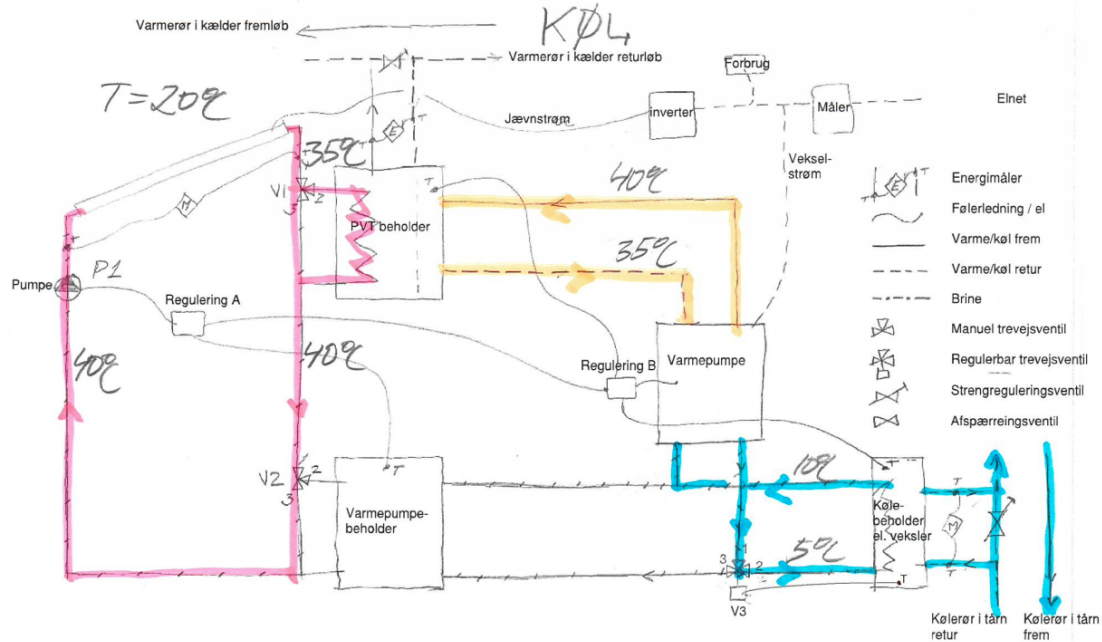 Varmerør i kælder fremløb
KØL
Varmerør i kælder returløb
Forbrug
T=20℃
Jævnstrøm
inverter
Måler
Elnet
E
T
35℃
Veksel-
strøm
V1
2
3
T
40℃
E
T
Energimåler
M
Følerledning / el
PVT beholder
Varme/køl frem
T
35℃
Varme/køl retur
P1
Pumpe
Regulering A
Brine
Manuel trevejsventil
40℃
40℃
Regulering B
Varmepumpe
Regulerbar trevejsventil
Strengreguleringsventil
Afspærreingsventil
T
V2
2
3
10℃
T
T
Varmepumpe-
beholder
Køle-
beholder
el. veksler
M
5℃
1
3
2
T
T
V3
Kølerør i tårn
retur
Kølerør i tårn
frem